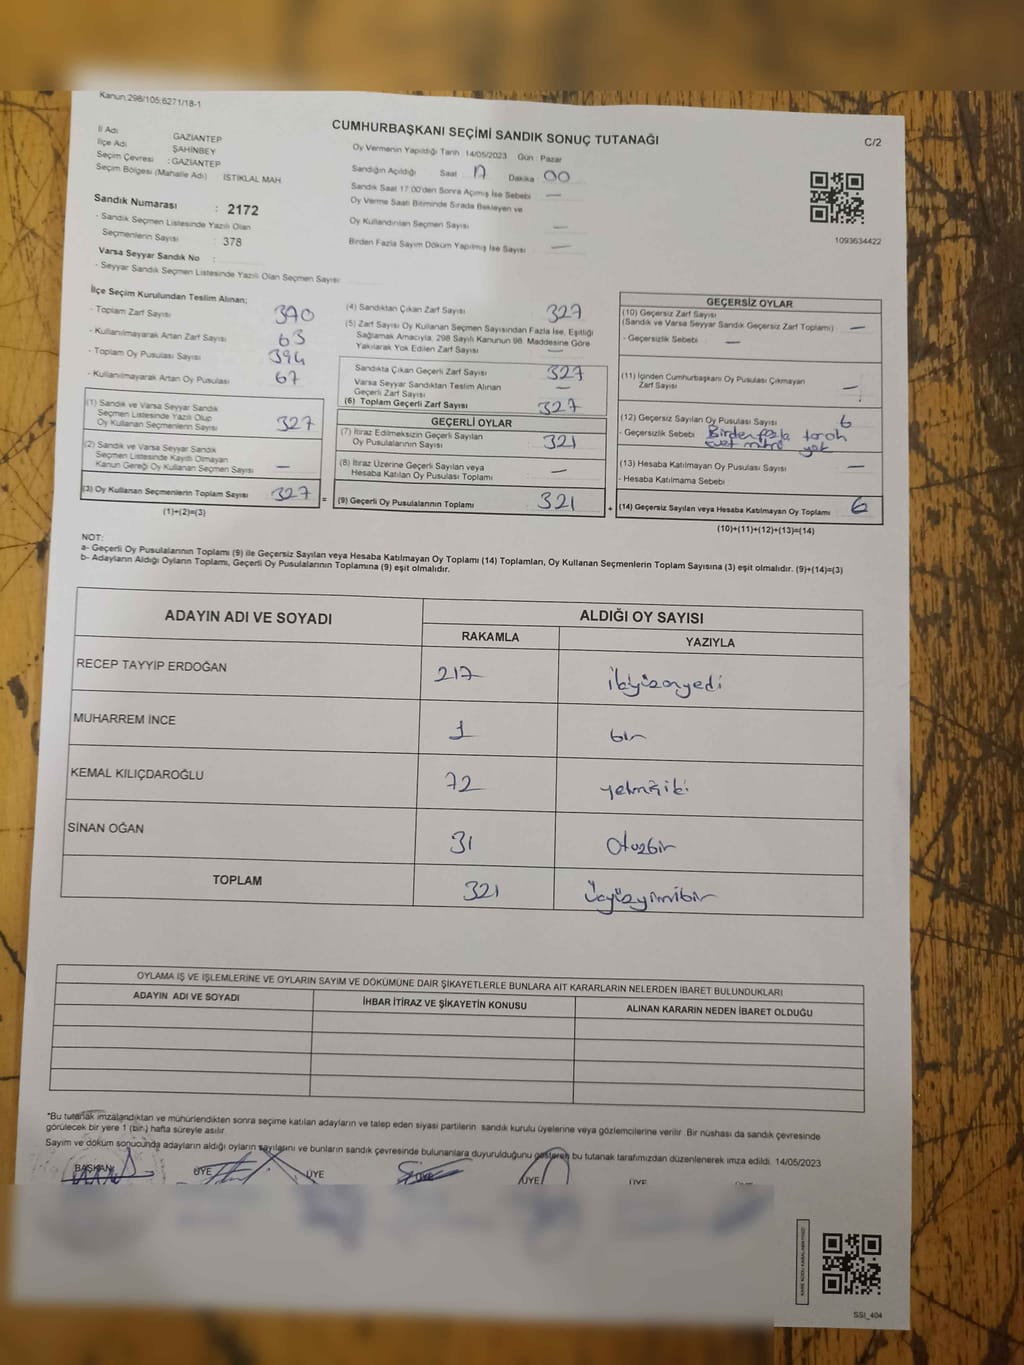 Kanun;298/105;6271/18-1
CUMHURBAŞKANI SEÇİMİ SANDIK SONUÇ TUTANAĞI
C/2
İl Adı GAZİANTEP
İlçe Adı ŞAHİNBEY
Seçim Çevresi : GAZİANTEP
Seçim Bölgesi (Mahalle Adı) İSTİKLAL MAH.
Sandık Numarası : 2172
- Sandık Seçmen Listesinde Yazılı Olan
Seçmenlerin Sayısı : 378
Varsa Seyyar Sandık No :
- Seyyar Sandık Seçmen Listesinde Yazılı Olan Seçmen Sayısı
Oy Vermenin Yapıldığı Tarih 14/05/2023 Gün : Pazar
Sandığın Açıldığı Saat 17 Dakika 00
Sandık Saat 17:00'den Sonra Açımış İse Sebebi —
Oy Verme Saati Bitiminde Sırada Bekleyen ve
Oy Kullandırılan Seçmen Sayısı —
Birden Fazla Sayım Döküm Yapılmış İse Sayısı —
1093634422
İlçe Seçim Kurulundan Teslim Alınan;
- Toplam Zarf Sayısı 390
- Kullanılmayarak Artan Zarf Sayısı 63
- Toplam Oy Pusulası Sayısı 394
- Kullanılmayarak Artan Oy Pusulası 67
(1) Sandık ve Varsa Seyyar Sandık
Seçmen Listesinde Yazılı Olup
Oy Kullanan Seçmenlerin Sayısı 327
(2) Sandık ve Varsa Seyyar Sandık
Seçmen Listesinde Kayıtlı Olmayan
Kanun Gereği Oy Kullanan Seçmen Sayısı —
(3) Oy Kullanan Seçmenlerin Toplam Sayısı 327 =
(1)+(2)=(3)
(4) Sandıktan Çıkan Zarf Sayısı 327
(5) Zarf Sayısı Oy Kullanan Seçmen Sayısından Fazla İse, Eşitliği
Sağlamak Amacıyla, 298 Sayılı Kanunun 98. Maddesine Göre
Yakılarak Yok Edilen Zarf Sayısı —
Sandıkta Çıkan Geçerli Zarf Sayısı 327
Varsa Seyyar Sandıktan Teslim Alınan
Geçerli Zarf Sayısı —
(6) Toplam Geçerli Zarf Sayısı 327
GEÇERLİ OYLAR
(7) İtiraz Edilmeksizin Geçerli Sayılan
Oy Pusulalarının Sayısı 321
(8) İtiraz Üzerine Geçerli Sayılan veya
Hesaba Katılan Oy Pusulası Toplamı —
(9) Geçerli Oy Pusulalarının Toplamı 321 +
GEÇERSİZ OYLAR
(10) Geçersiz Zarf Sayısı
(Sandık ve Varsa Seyyar Sandık Geçersiz Zarf Toplamı) —
- Geçersizlik Sebebi —
(11) İçinden Cumhurbaşkanı Oy Pusulası Çıkmayan
Zarf Sayısı —
(12) Geçersiz Sayılan Oy Pusulası Sayısı 6
- Geçersizlik Sebebi Birden fazla tercih
evet mührü yok
(13) Hesaba Katılmayan Oy Pusulası Sayısı —
- Hesaba Katılmama Sebebi
(14) Geçersiz Sayılan veya Hesaba Katılmayan Oy Toplamı 6
(10)+(11)+(12)+(13)=(14)
NOT:
a- Geçerli Oy Pusulalarının Toplamı (9) ile Geçersiz Sayılan veya Hesaba Katılmayan Oy Toplamı (14) Toplamları, Oy Kullanan Seçmenlerin Toplam Sayısına (3) eşit olmalıdır. (9)+(14)=(3)
b- Adayların Aldığı Oyların Toplamı, Geçerli Oy Pusulalarının Toplamına (9) eşit olmalıdır.
ADAYIN ADI VE SOYADI ALDIĞI OY SAYISI
RAKAMLA YAZIYLA
RECEP TAYYİP ERDOĞAN 217 ikiyüzonyedi
MUHARREM İNCE 1 bir
KEMAL KILIÇDAROĞLU 72 yetmişiki
SİNAN OĞAN 31 Otuzbir
TOPLAM 321 üçyüzyirmibir
OYLAMA İŞ VE İŞLEMLERİNE VE OYLARIN SAYIM VE DÖKÜMÜNE DAİR ŞİKAYETLERLE BUNLARA AİT KARARLARIN NELERDEN İBARET BULUNDUKLARI
ADAYIN ADI VE SOYADI İHBAR İTİRAZ VE ŞİKAYETİN KONUSU ALINAN KARARIN NEDEN İBARET OLDUĞU
*Bu tutanak imzalandıktan ve mühürlendikten sonra seçime katılan adayların ve talep eden siyasi partilerin sandık kurulu üyelerine veya gözlemcilerine verilir. Bir nüshası da sandık çevresinde
görülecek bir yere 1 (bir) hafta süreyle asılır.
Sayım ve döküm sonucunda adayların aldığı oyların sayılarını ve bunların sandık çevresinde bulunanlara duyurulduğunu gösteren bu tutanak tarafımızdan düzenlenerek imza edildi. 14/05/2023
BAŞKAN ÜYE ÜYE ÜYE ÜYE
SSI_404